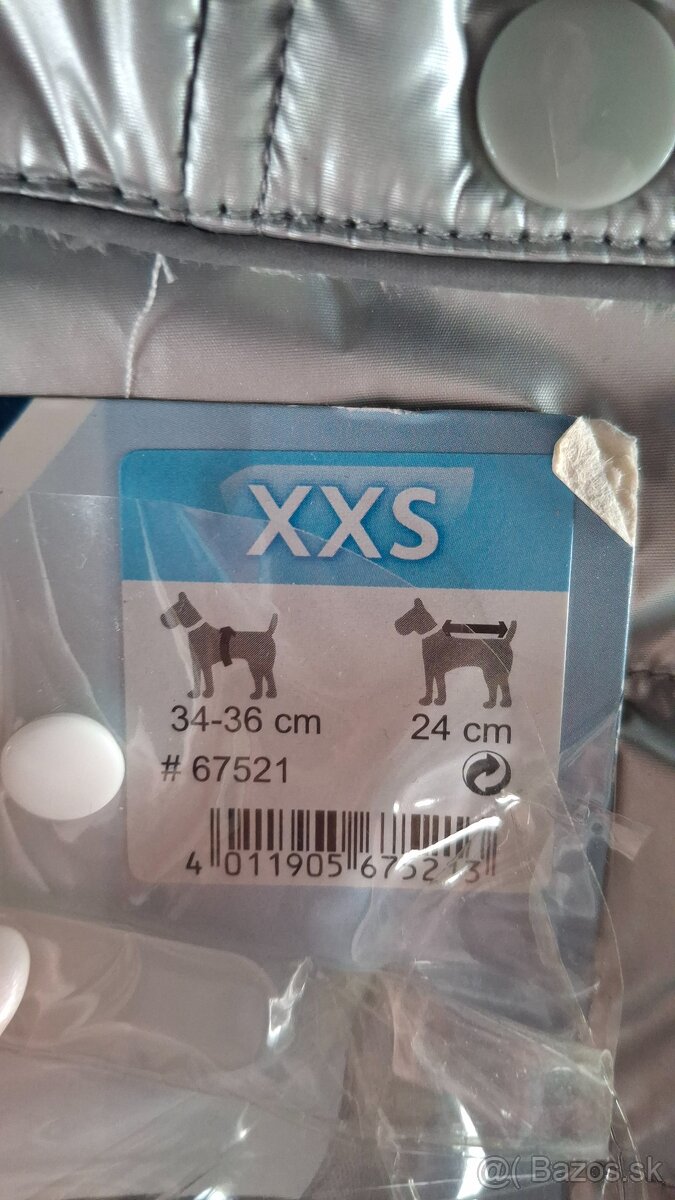 XXS
34-36 cm
24 cm
# 67521
4 011905 675213
@( Bazos.sk